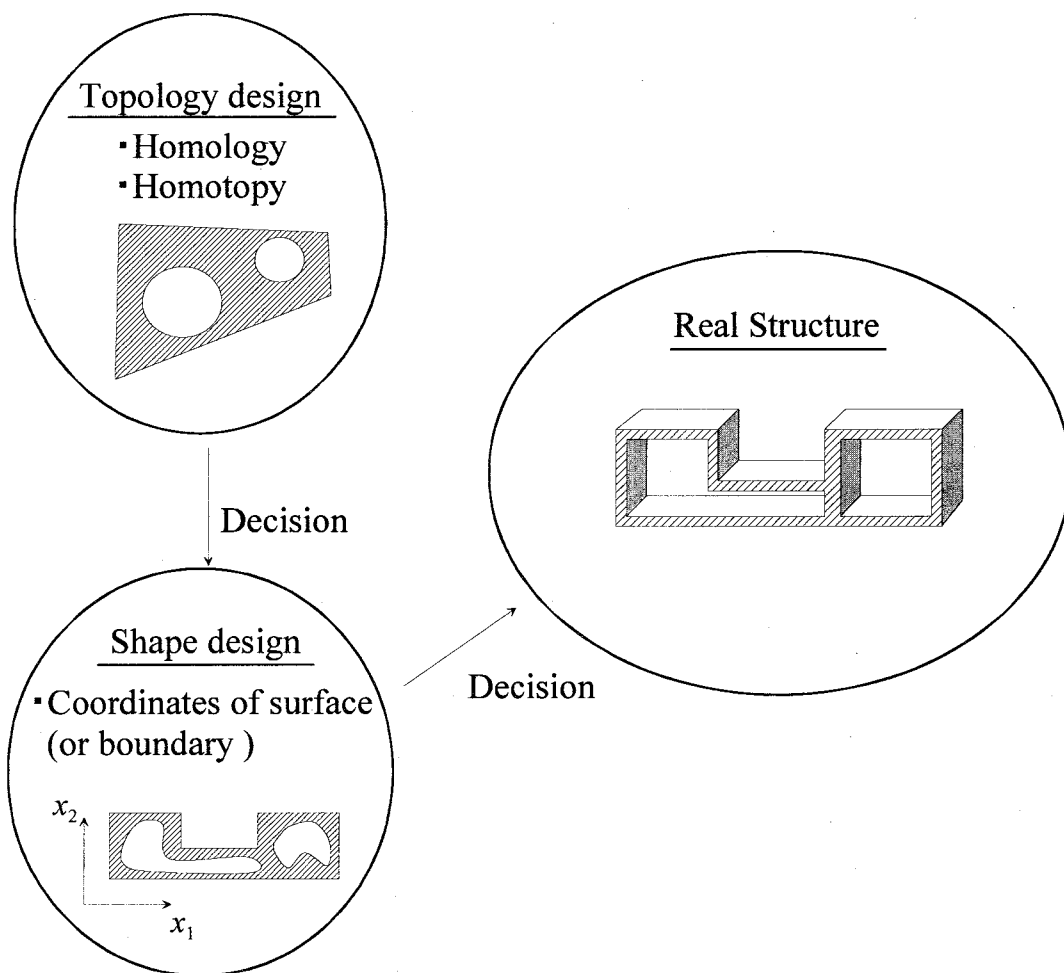 Topology design
▪Homology
▪Homotopy
Decision
Shape design
▪Coordinates of surface
(or boundary )
x₂
x₁
Decision
Real Structure